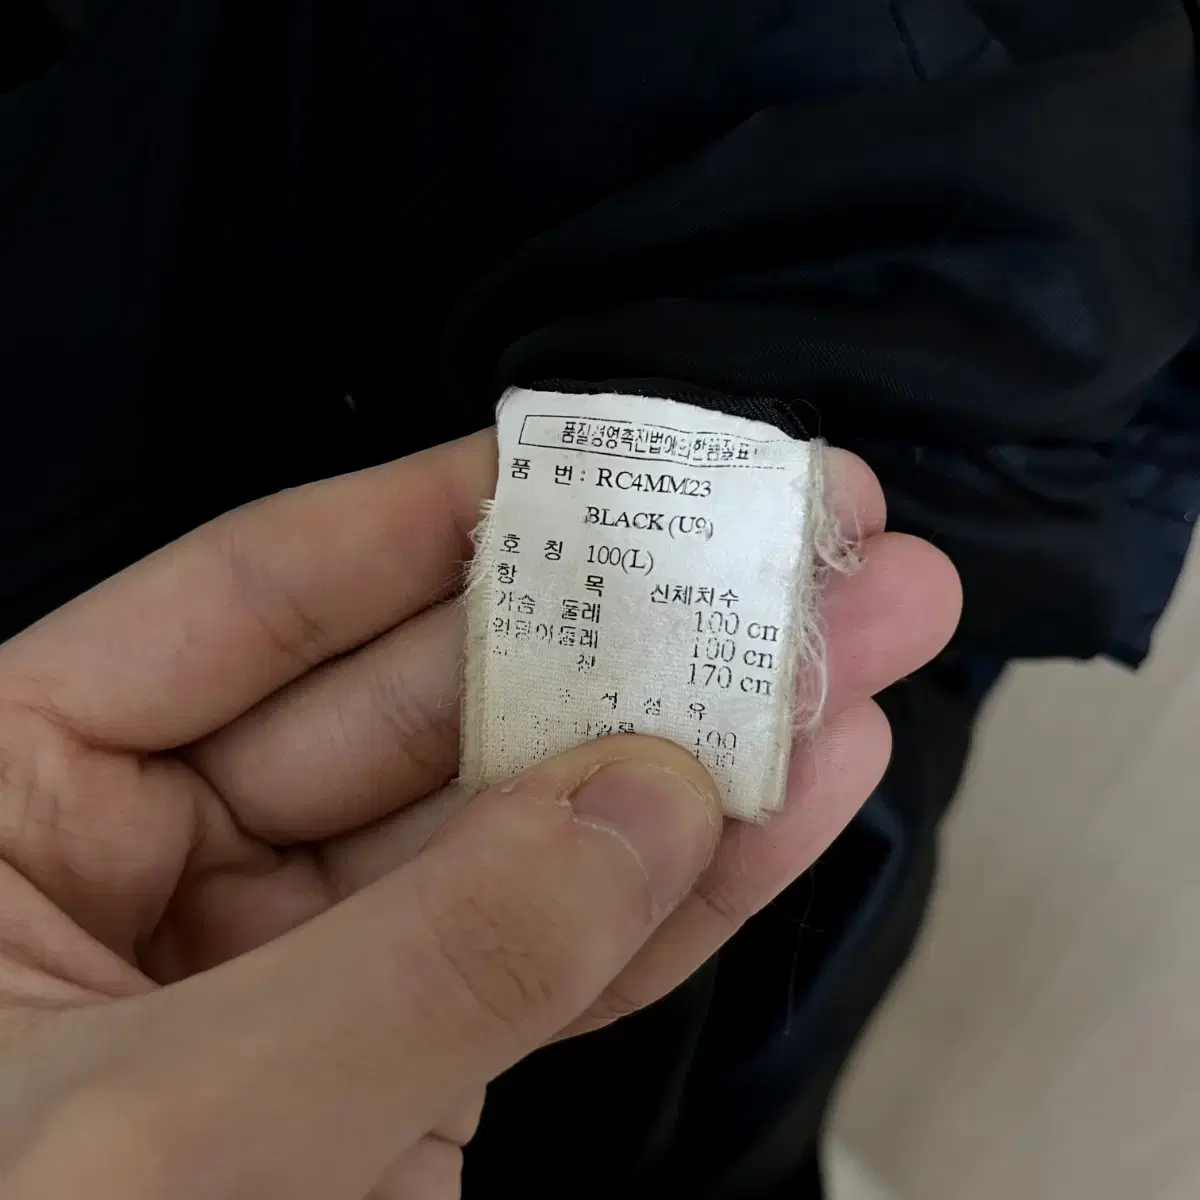 품질경영촉진법에의한품질표
품 번: RC4MM23
BLACK (U9)
호 칭 100(L)
항 목 신체치수
가슴 둘레 100 cm
엉덩이둘레 100 cm
170 cm
섬 유
100